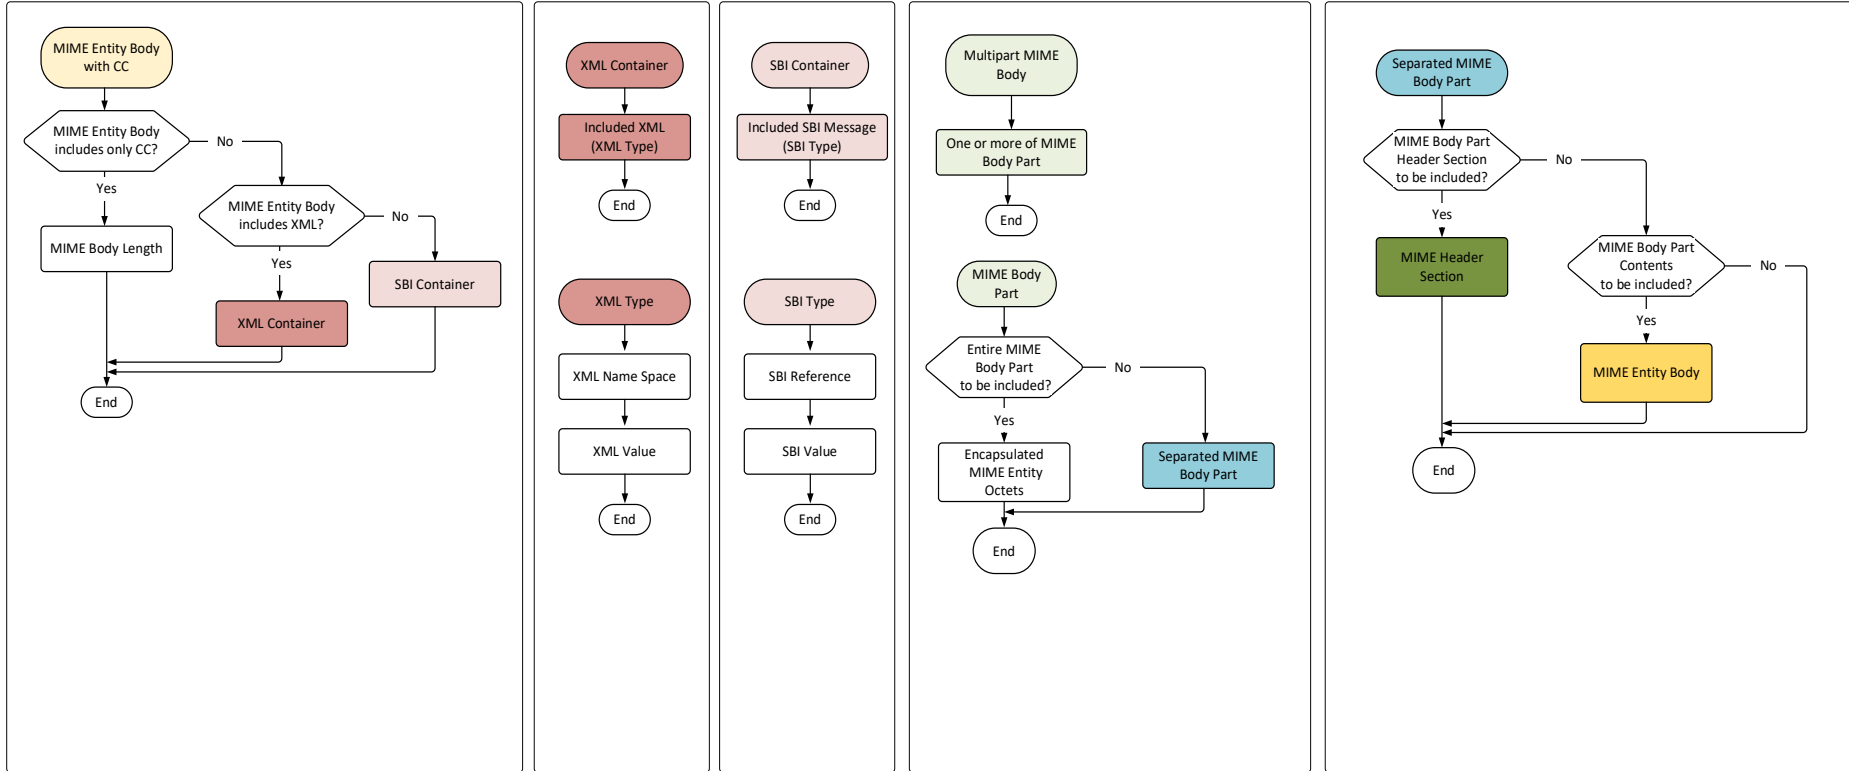 MIME Entity Body
with CC
MIME Entity Body
includes only CC?
No
Yes
MIME Entity Body
includes XML?
No
MIME Body Length
Yes
SBI Container
XML Container
End
XML Container
Included XML
(XML Type)
End
XML Type
XML Name Space
XML Value
End
SBI Container
Included SBI Message
(SBI Type)
End
SBI Type
SBI Reference
SBI Value
End
Multipart MIME
Body
One or more of MIME
Body Part
End
MIME Body
Part
Entire MIME
Body Part
to be included?
No
Yes
Encapsulated
MIME Entity
Octets
Separated MIME
Body Part
End
Separated MIME
Body Part
MIME Body Part
Header Section
to be included?
No
Yes
MIME Header
Section
MIME Body Part
Contents
to be included?
No
Yes
MIME Entity Body
End